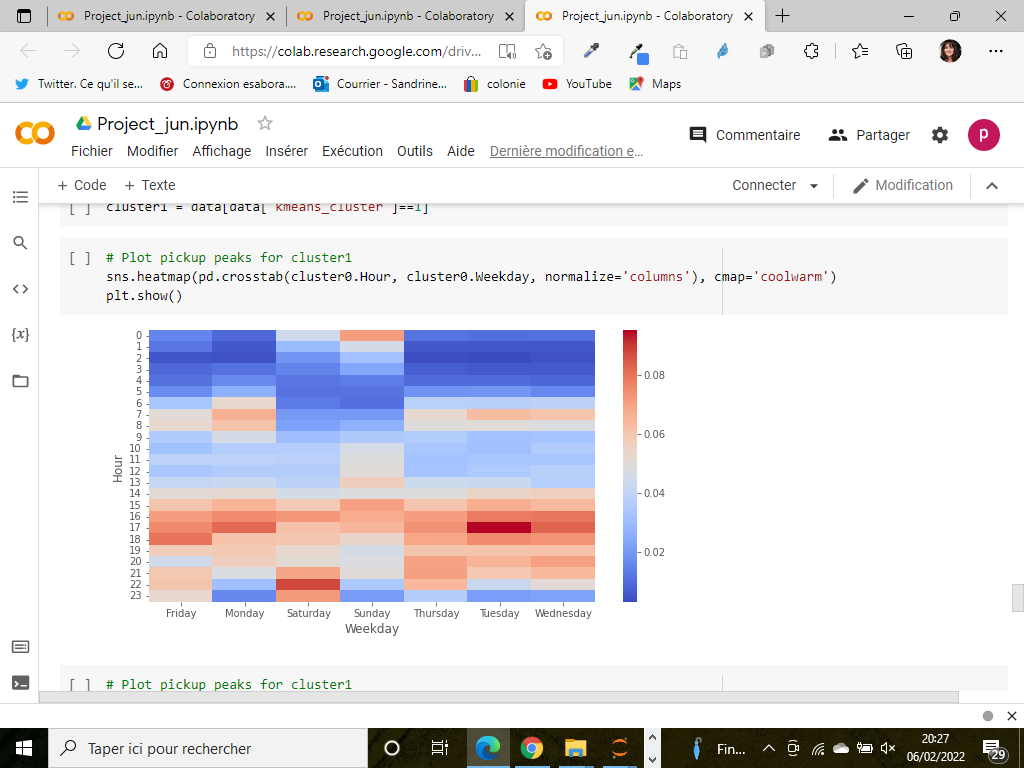 Project_jun.ipynb - Colaboratory
Project_jun.ipynb - Colaboratory
Project_jun.ipynb - Colaboratory
https://colab.research.google.com/driv...
Twitter. Ce qu'il se...
Connexion esabora....
Courrier - Sandrine...
colonie
YouTube
Maps
Project_jun.ipynb
Commentaire
Partager
p
Fichier Modifier Affichage Insérer Exécution Outils Aide Dernière modification e...
+ Code + Texte
Connecter
Modification
[ ] cluster1 = data[data['kmeans_cluster']==1]
[ ] # Plot pickup peaks for cluster1
sns.heatmap(pd.crosstab(cluster0.Hour, cluster0.Weekday, normalize='columns'), cmap='coolwarm')
plt.show()
Hour
0
1
2
3
4
5
6
7
8
9
10
11
12
13
14
15
16
17
18
19
20
21
22
23
0.08
0.06
0.04
0.02
Friday Monday Saturday Sunday Thursday Tuesday Wednesday
Weekday
[ ] # Plot pickup peaks for cluster1
{x}
Taper ici pour rechercher
Fin...
20:27
06/02/2022
29